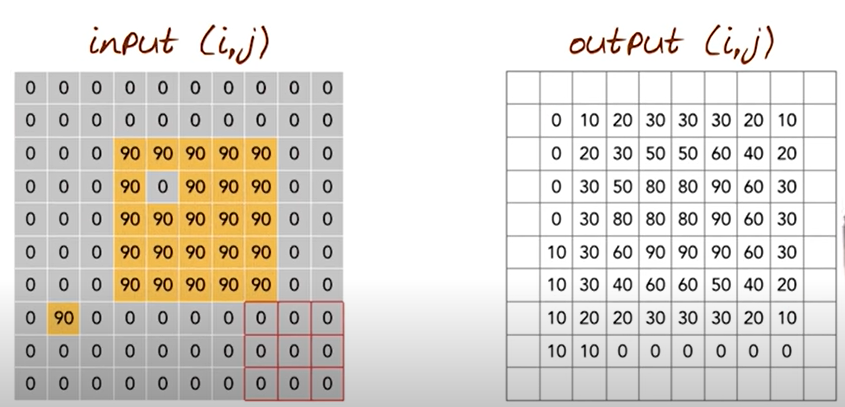 input (i,j) output (i,j)
0 0 0 0 0 0 0 0 0 0
0 0 0 0 0 0 0 0 0 0 0 10 20 30 30 30 20 10
0 0 0 90 90 90 90 90 0 0 0 20 30 50 50 60 40 20
0 0 0 90 0 90 90 90 0 0 0 30 50 80 80 90 60 30
0 0 0 90 90 90 90 90 0 0 0 30 80 80 80 90 60 30
0 0 0 90 90 90 90 90 0 0 10 30 60 90 90 90 60 30
0 0 0 90 90 90 90 90 0 0 10 30 40 60 60 50 40 20
0 90 0 0 0 0 0 0 0 0 10 20 20 30 30 30 20 10
0 0 0 0 0 0 0 0 0 0 10 10 0 0 0 0 0 0
0 0 0 0 0 0 0 0 0 0